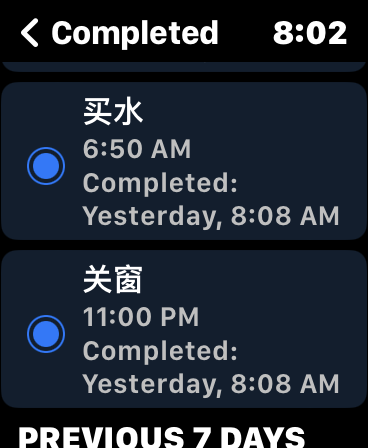 Completed 8:02
买水
6:50 AM
Completed:
Yesterday, 8:08 AM
关窗
11:00 PM
Completed:
Yesterday, 8:08 AM
PREVIOUS 7 DAYS